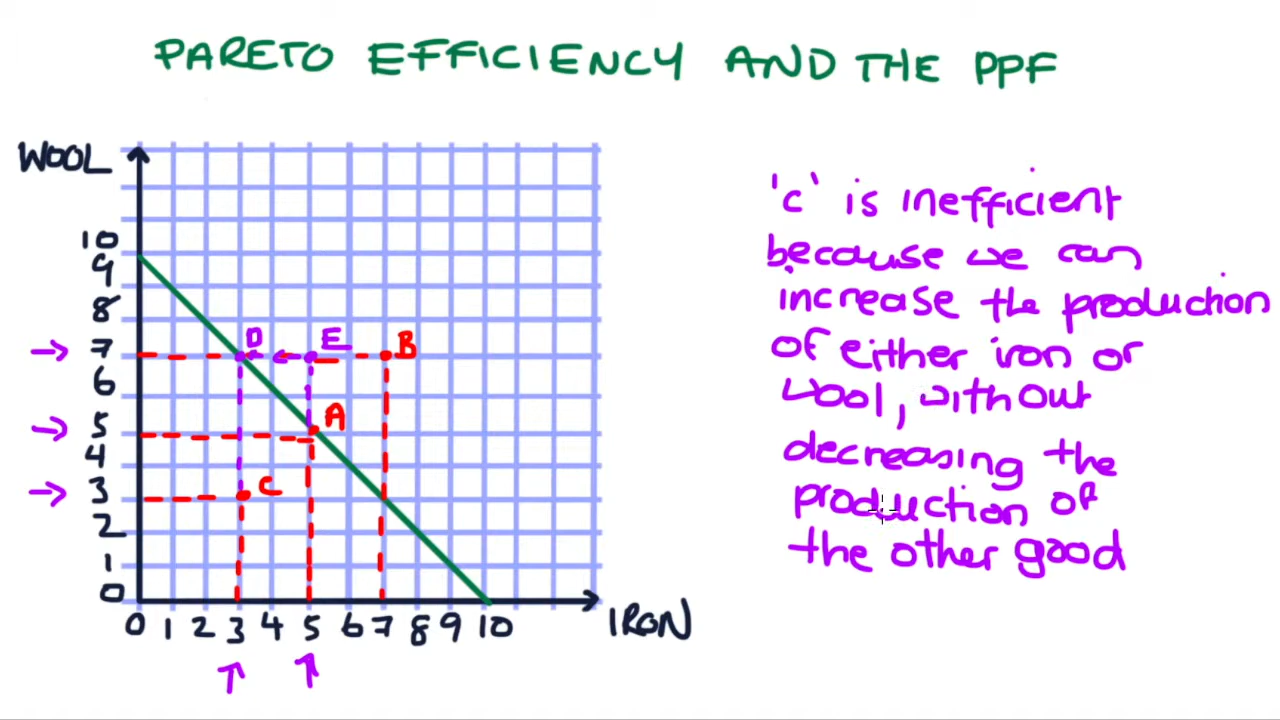 PARETO EFFICIENCY AND THE PPF
WOOL
10
9
8
7
6
5
4
3
2
1
0
D
E
B
A
C
0 1 2 3 4 5 6 7 8 9 10
IRON
'c' is inefficient
because we can
increase the production
of either iron or
wool, without
decreasing the
production of
the other good